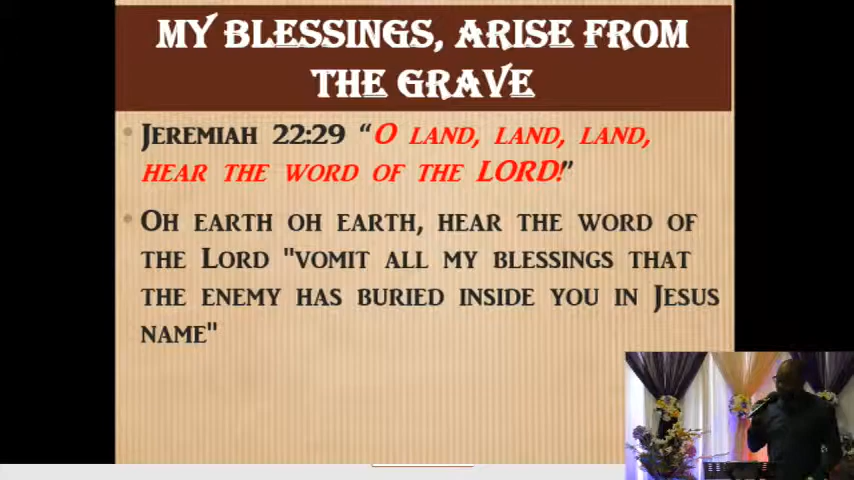 MY BLESSINGS, ARISE FROM
THE GRAVE
JEREMIAH 22:29 “O LAND, LAND, LAND,
HEAR THE WORD OF THE LORD!”
OH EARTH OH EARTH, HEAR THE WORD OF
THE LORD "VOMIT ALL MY BLESSINGS THAT
THE ENEMY HAS BURIED INSIDE YOU IN JESUS
NAME"